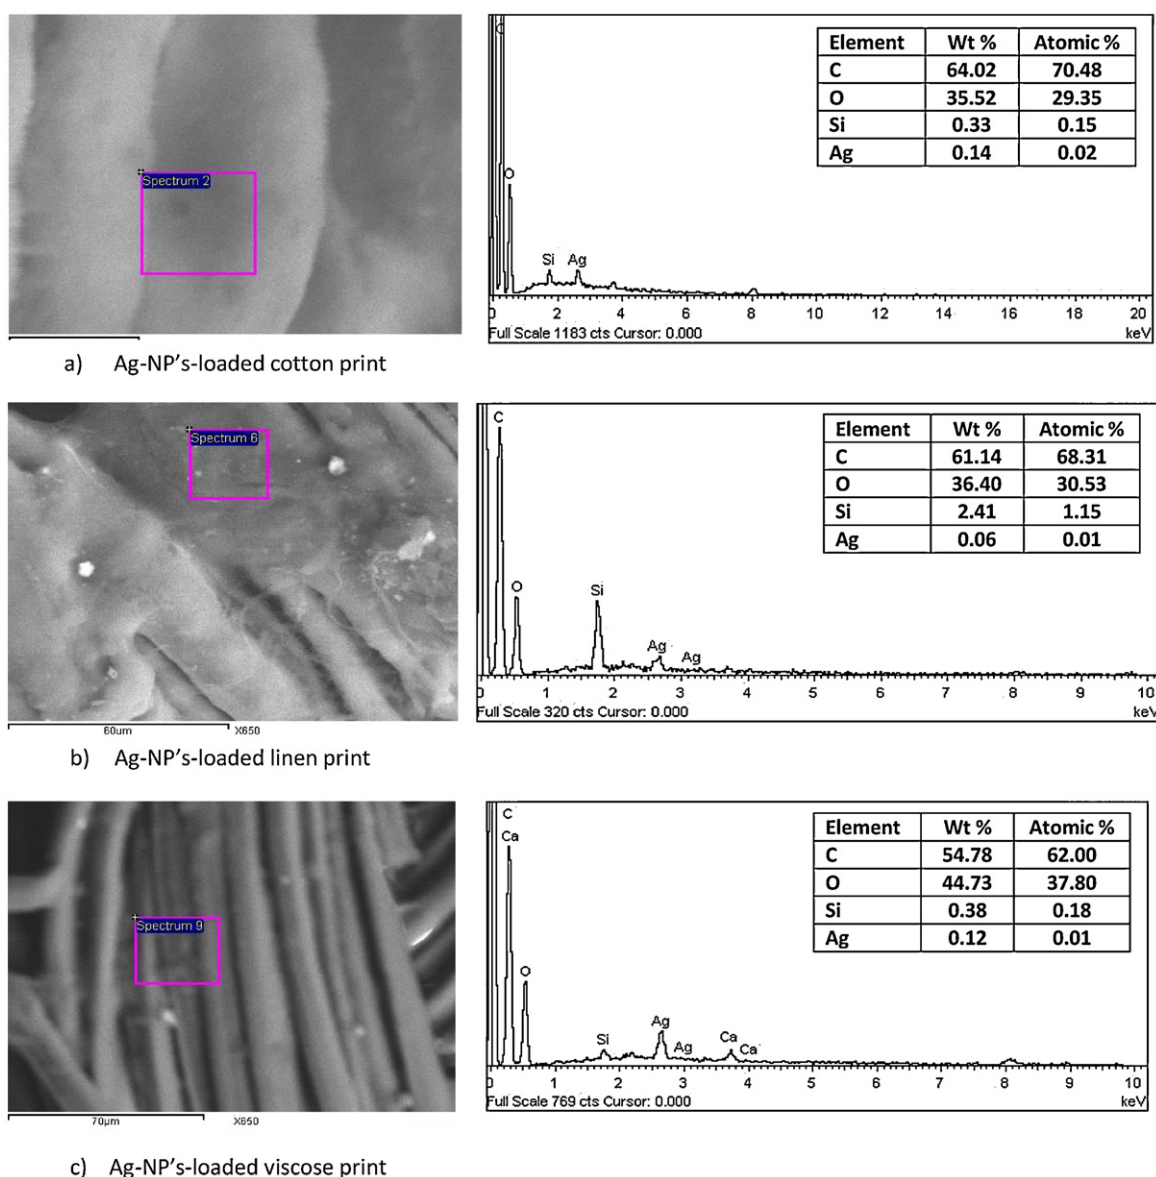 Spectrum 2
C
O
Si Ag
0 2 4 6 8 10 12 14 16 18 20
Full Scale 1183 cts Cursor: 0.000 keV
Element Wt % Atomic %
C 64.02 70.48
O 35.52 29.35
Si 0.33 0.15
Ag 0.14 0.02
a) Ag-NP’s-loaded cotton print
Spectrum 6
60um X650
C
O
Si
Ag Ag
0 1 2 3 4 5 6 7 8 9 10
Full Scale 320 cts Cursor: 0.000 keV
Element Wt % Atomic %
C 61.14 68.31
O 36.40 30.53
Si 2.41 1.15
Ag 0.06 0.01
b) Ag-NP’s-loaded linen print
Spectrum 9
70µm X650
C
Ca
O
Si Ag Ag Ca Ca
0 1 2 3 4 5 6 7 8 9 10
Full Scale 769 cts Cursor: 0.000 keV
Element Wt % Atomic %
C 54.78 62.00
O 44.73 37.80
Si 0.38 0.18
Ag 0.12 0.01
c) Ag-NP’s-loaded viscose print